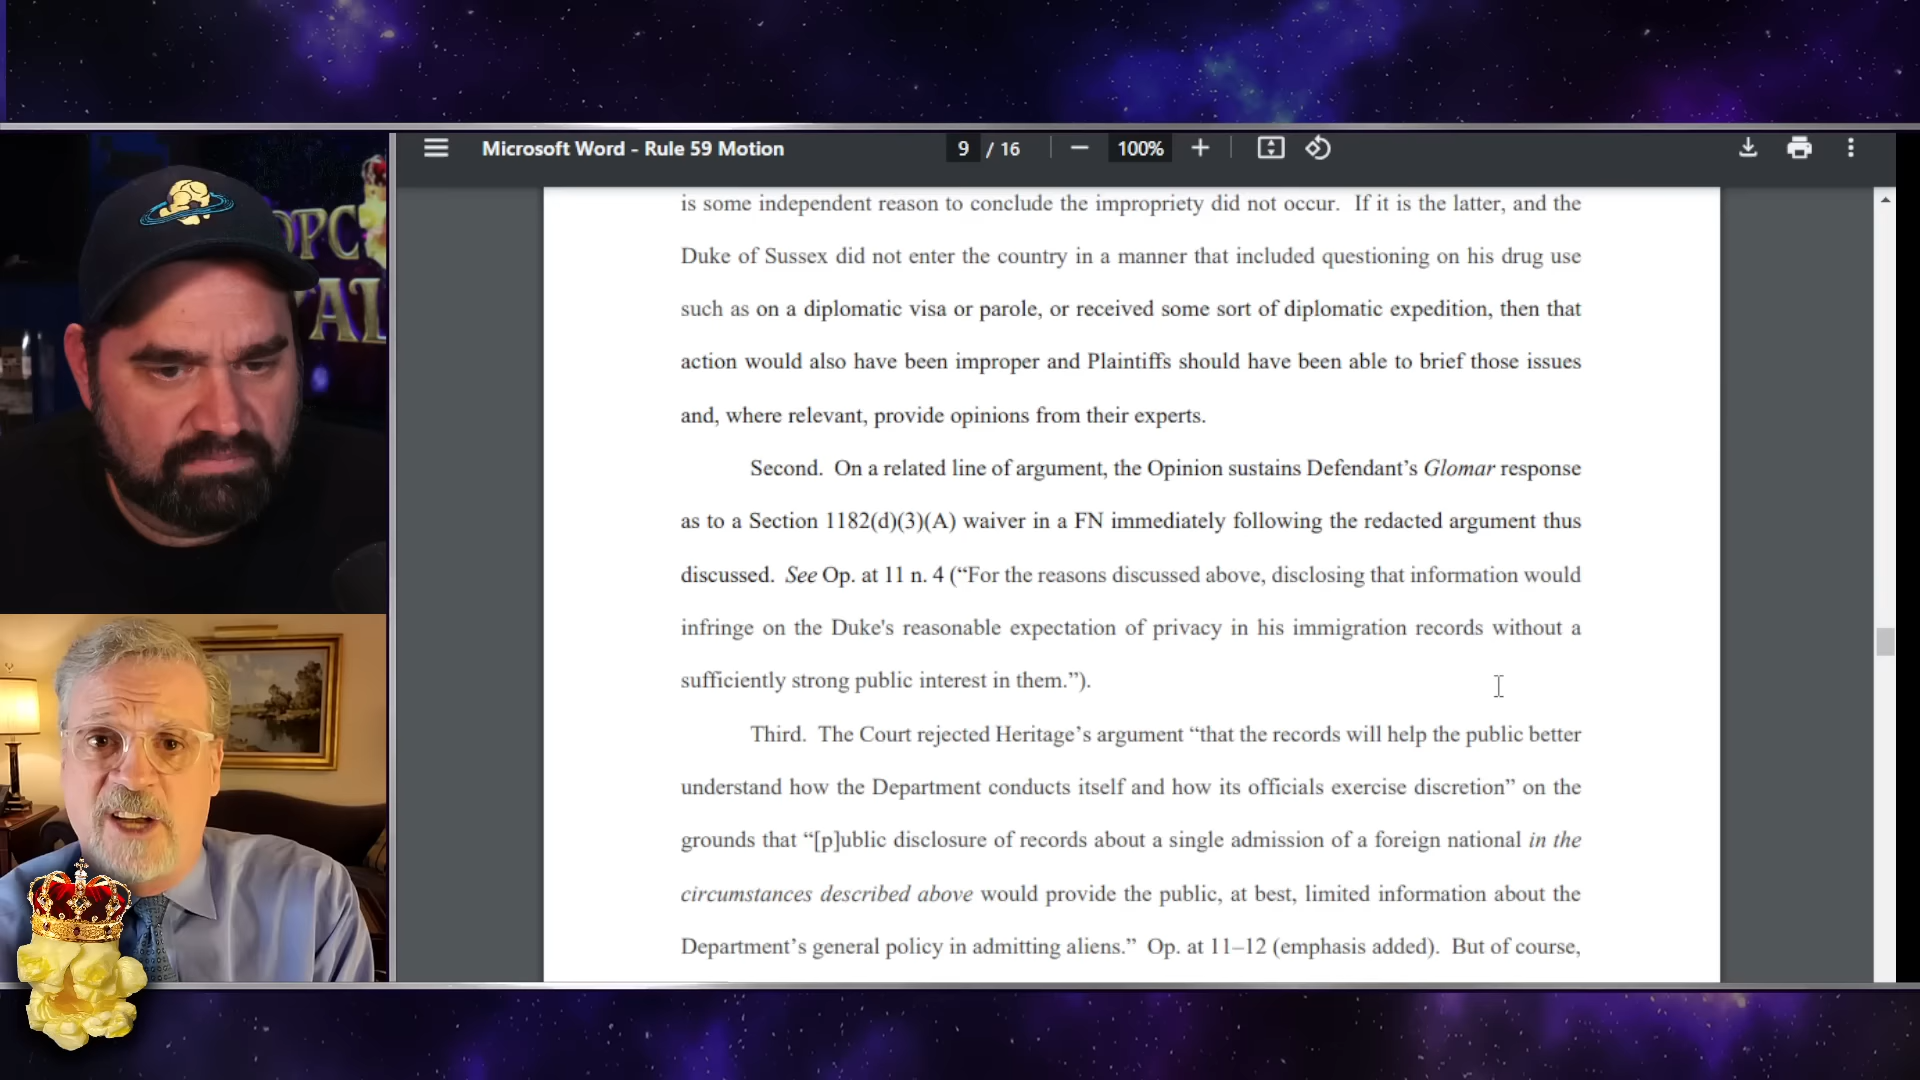 Microsoft Word - Rule 59 Motion
9 / 16
100%
is some independent reason to conclude the impropriety did not occur. If it is the latter, and the
Duke of Sussex did not enter the country in a manner that included questioning on his drug use
such as on a diplomatic visa or parole, or received some sort of diplomatic expedition, then that
action would also have been improper and Plaintiffs should have been able to brief those issues
and, where relevant, provide opinions from their experts.
Second. On a related line of argument, the Opinion sustains Defendant’s Glomar response
as to a Section 1182(d)(3)(A) waiver in a FN immediately following the redacted argument thus
discussed. See Op. at 11 n. 4 (“For the reasons discussed above, disclosing that information would
infringe on the Duke's reasonable expectation of privacy in his immigration records without a
sufficiently strong public interest in them.”).
Third. The Court rejected Heritage’s argument “that the records will help the public better
understand how the Department conducts itself and how its officials exercise discretion” on the
grounds that “[p]ublic disclosure of records about a single admission of a foreign national in the
circumstances described above would provide the public, at best, limited information about the
Department’s general policy in admitting aliens.” Op. at 11–12 (emphasis added). But of course,